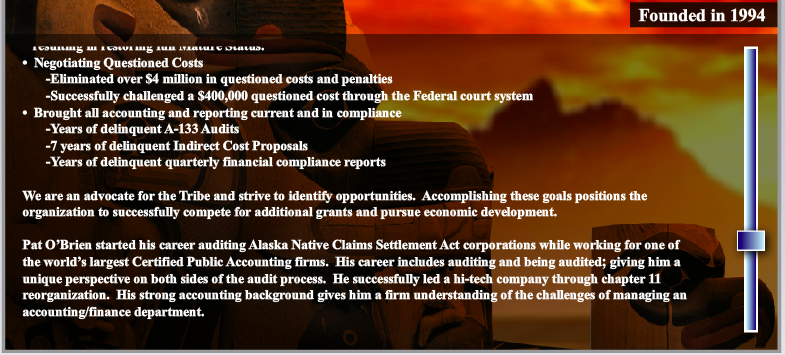 Founded in 1994
resulting in restoring full Mature Status.
• Negotiating Questioned Costs
-Eliminated over $4 million in questioned costs and penalties
-Successfully challenged a $400,000 questioned cost through the Federal court system
• Brought all accounting and reporting current and in compliance
-Years of delinquent A-133 Audits
-7 years of delinquent Indirect Cost Proposals
-Years of delinquent quarterly financial compliance reports
We are an advocate for the Tribe and strive to identify opportunities. Accomplishing these goals positions the
organization to successfully compete for additional grants and pursue economic development.
Pat O'Brien started his career auditing Alaska Native Claims Settlement Act corporations while working for one of
the world's largest Certified Public Accounting firms. His career includes auditing and being audited; giving him a
unique perspective on both sides of the audit process. He successfully led a hi-tech company through chapter 11
reorganization. His strong accounting background gives him a firm understanding of the challenges of managing an
accounting/finance department.